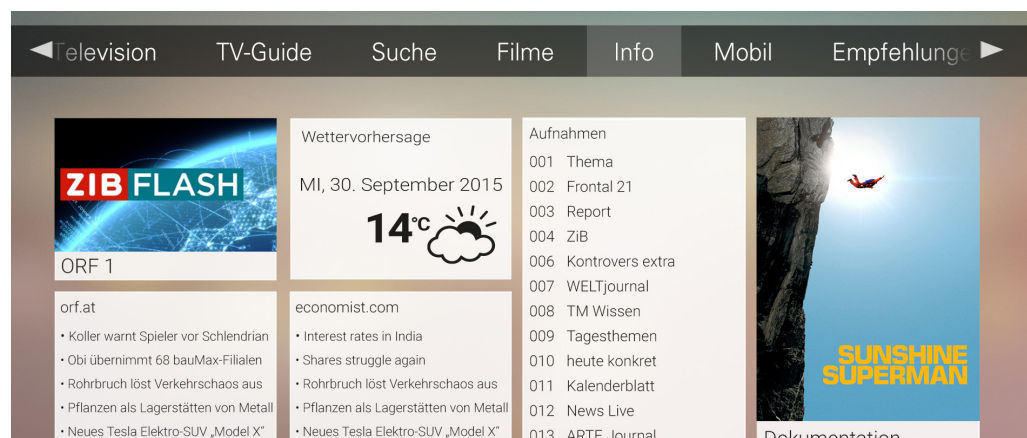 Television TV-Guide Suche Filme Info Mobil Empfehlunge
ZIB FLASH
ORF 1
Wettervorhersage
MI, 30. September 2015
14°C
Aufnahmen
001 Thema
002 Frontal 21
003 Report
004 ZiB
006 Kontrovers extra
007 WELTjournal
008 TM Wissen
009 Tagesthemen
010 heute konkret
011 Kalenderblatt
012 News Live
013 ARTE Journal
SUNSHINE
SUPERMAN
Dokumentation
orf.at
• Koller warnt Spieler vor Schlendrian
• Obi übernimmt 68 bauMax-Filialen
• Rohrbruch löst Verkehrschaos aus
• Pflanzen als Lagerstätten von Metall
• Neues Tesla Elektro-SUV „Model X“
economist.com
• Interest rates in India
• Shares struggle again
• Rohrbruch löst Verkehrschaos aus
• Pflanzen als Lagerstätten von Metall
• Neues Tesla Elektro-SUV „Model X“